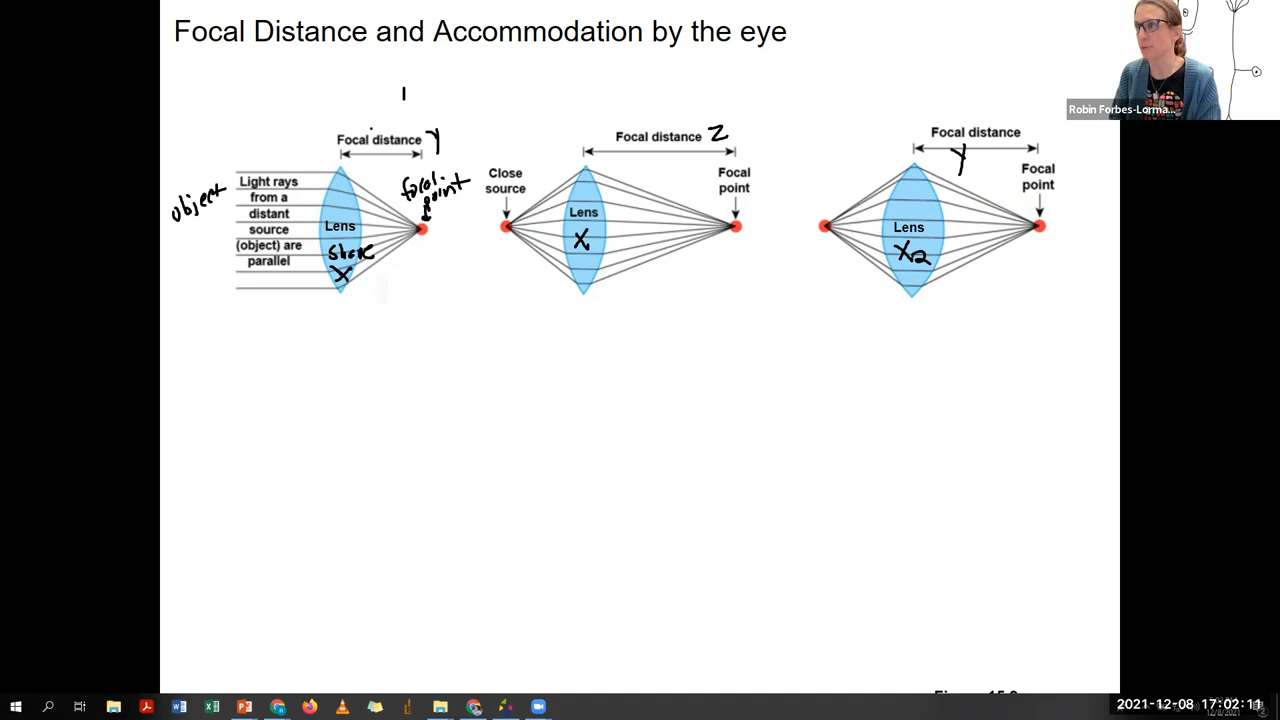 Focal Distance and Accommodation by the eye
Robin Forbes-Lorma...
Focal distance Y
object
Light rays
from a
distant
source
(object) are
parallel
Lens
shape
X
focal
point
Focal distance Z
Close
source
Lens
X
Focal
point
Focal distance
Y
Lens
X2
Focal
point
2021-12-08 17:02:11